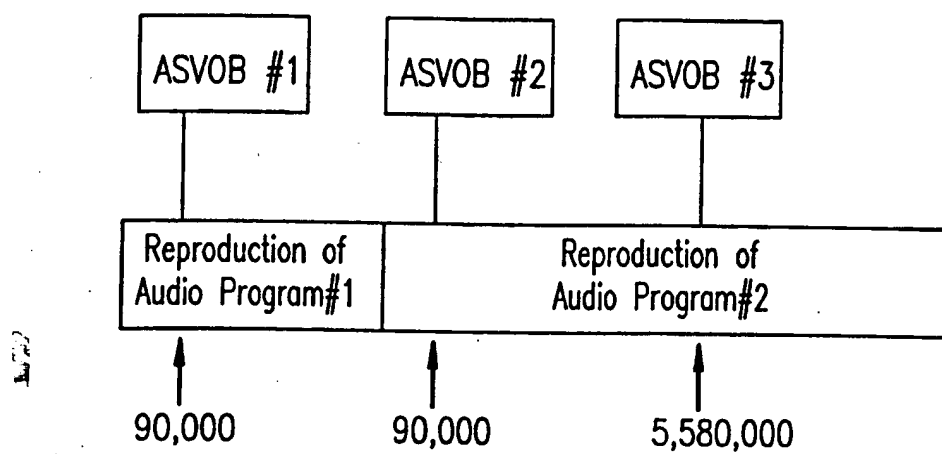 ASVOB #1
ASVOB #2
ASVOB #3
Reproduction of
Audio Program#1
Reproduction of
Audio Program#2
90,000
90,000
5,580,000